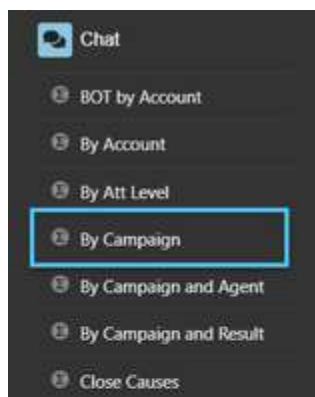 Chat
BOT by Account
By Account
By Att Level
By Campaign
By Campaign and Agent
By Campaign and Result
Close Causes